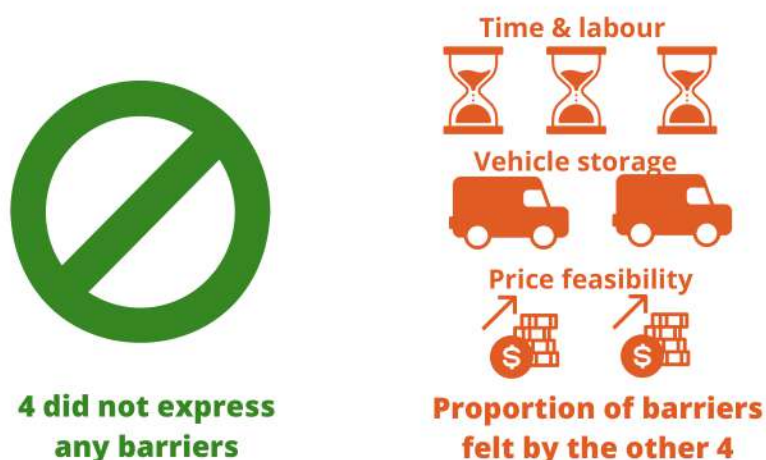 Time & labour
Vehicle storage
Price feasibility
$ $
4 did not express
any barriers
Proportion of barriers
felt by the other 4